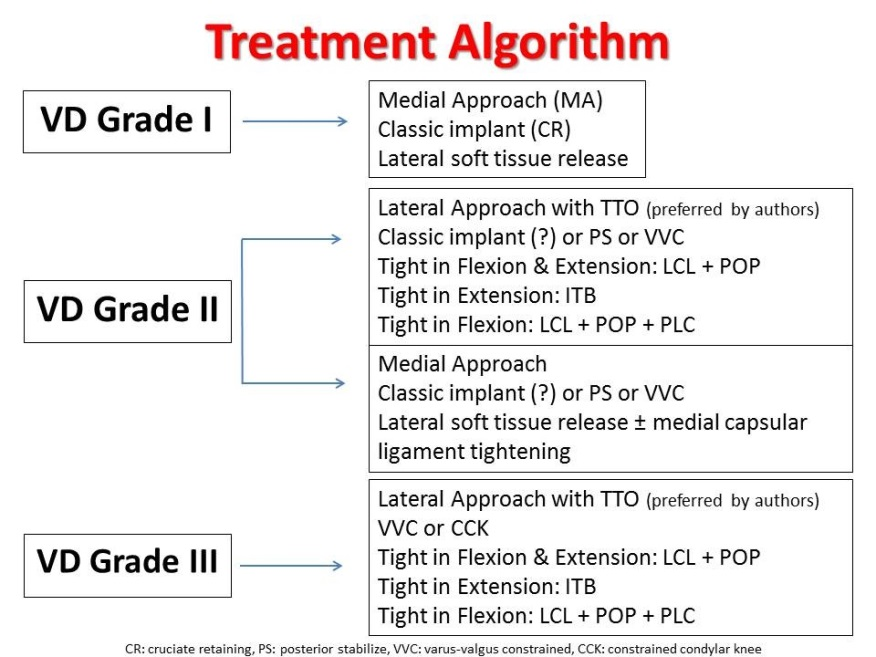 Treatment Algorithm
VD Grade I
Medial Approach (MA)
Classic implant (CR)
Lateral soft tissue release
VD Grade II
Lateral Approach with TTO (preferred by authors)
Classic implant (?) or PS or VVC
Tight in Flexion & Extension: LCL + POP
Tight in Extension: ITB
Tight in Flexion: LCL + POP + PLC
Medial Approach
Classic implant (?) or PS or VVC
Lateral soft tissue release ± medial capsular
ligament tightening
VD Grade III
Lateral Approach with TTO (preferred by authors)
VVC or CCK
Tight in Flexion & Extension: LCL + POP
Tight in Extension: ITB
Tight in Flexion: LCL + POP + PLC
CR: cruciate retaining, PS: posterior stabilize, VVC: varus-valgus constrained, CCK: constrained condylar knee